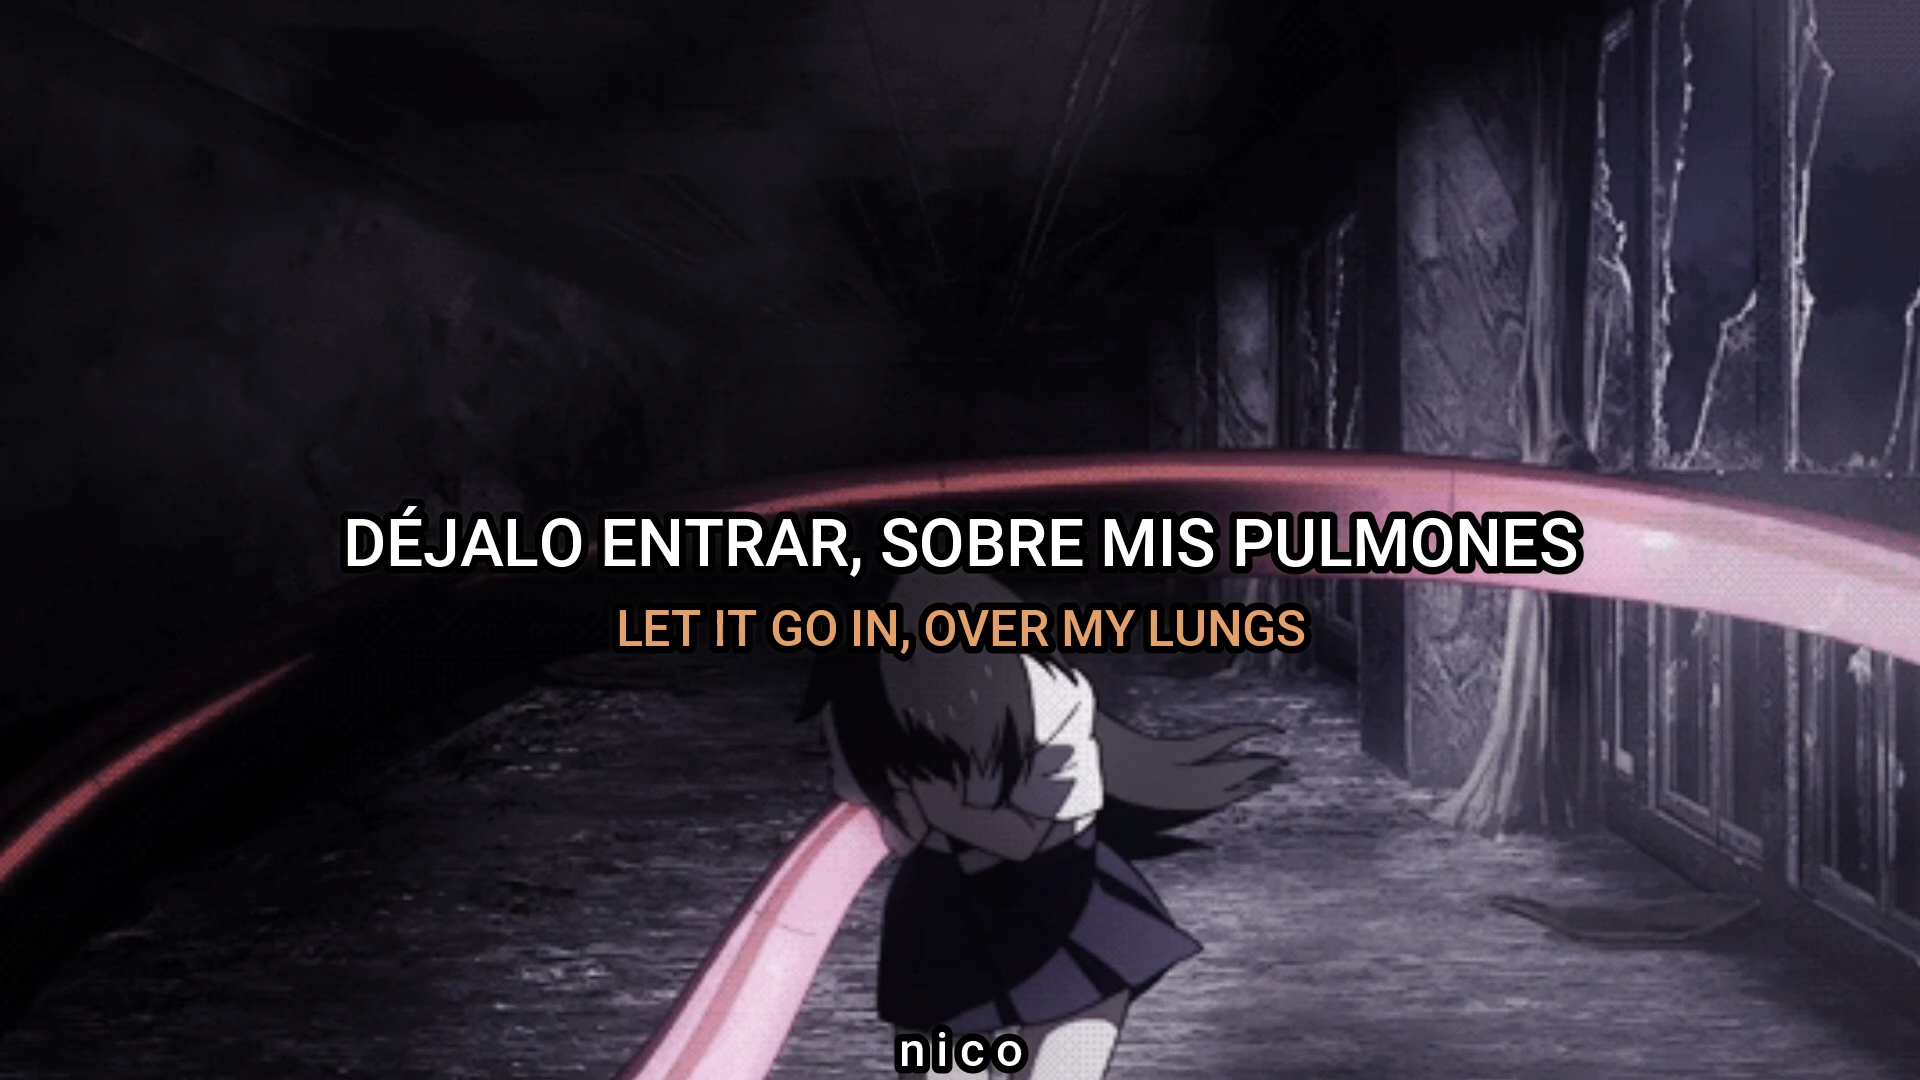 DÉJALO ENTRAR, SOBRE MIS PULMONES
LET IT GO IN, OVER MY LUNGS
nico